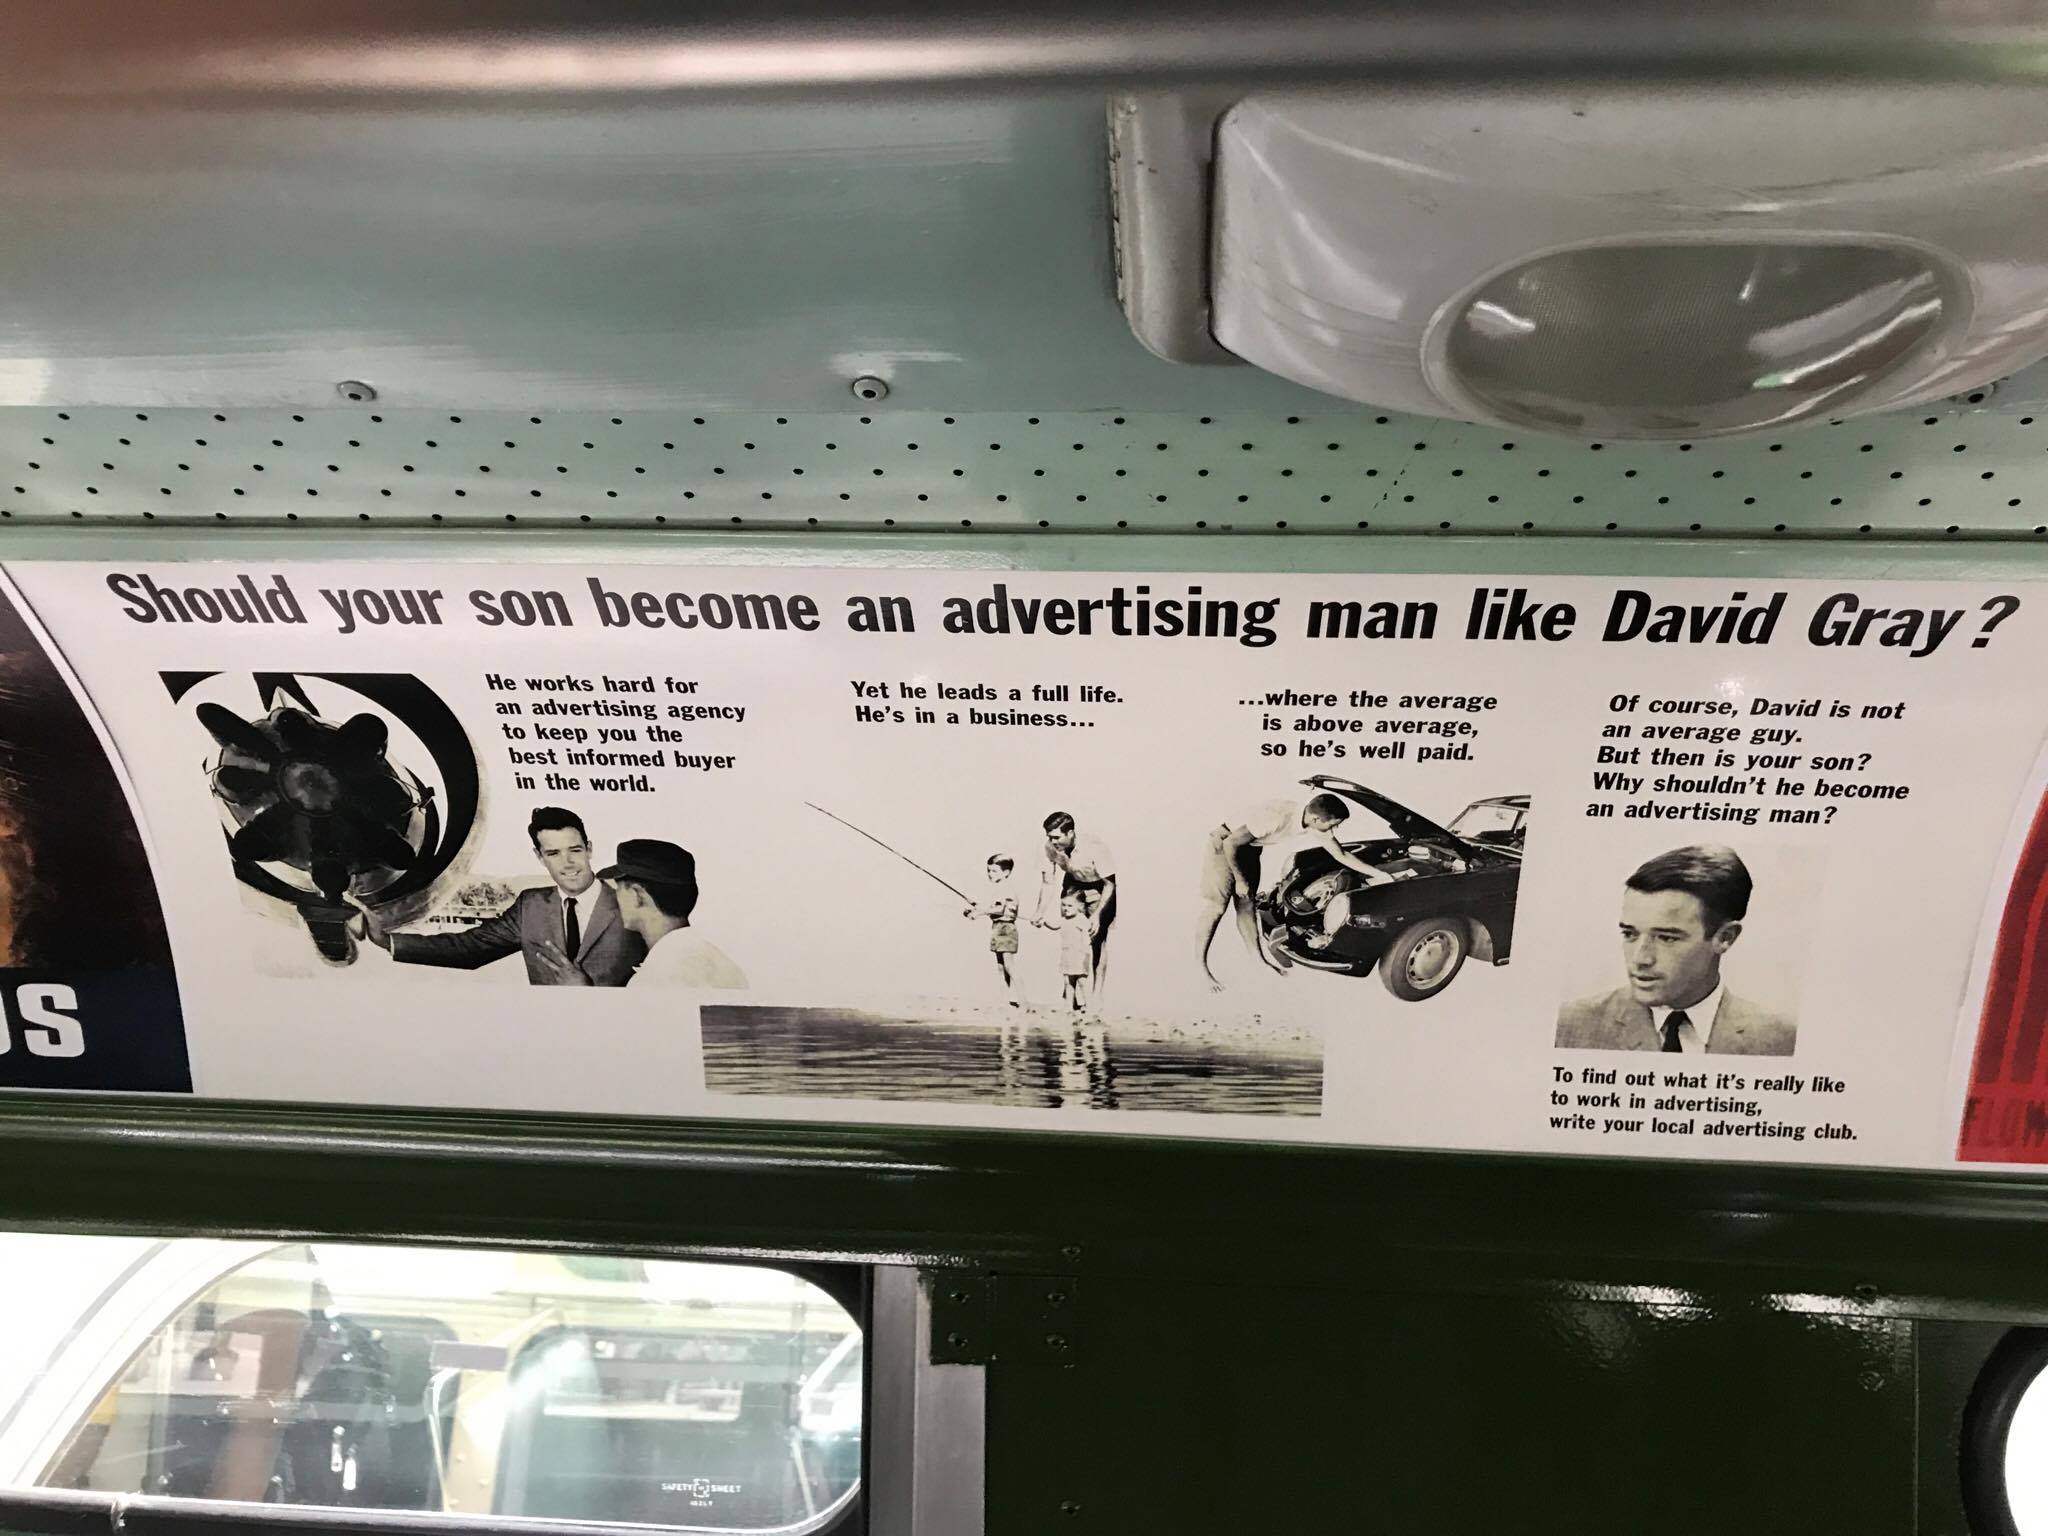 Should your son become an advertising man like David Gray?
He works hard for
an advertising agency
to keep you the
best informed buyer
in the world.
Yet he leads a full life.
He's in a business...
...where the average
is above average,
so he's well paid.
Of course, David is not
an average guy.
But then is your son?
Why shouldn't he become
an advertising man?
To find out what it's really like
to work in advertising,
write your local advertising club.
US
SAFETY SHEET